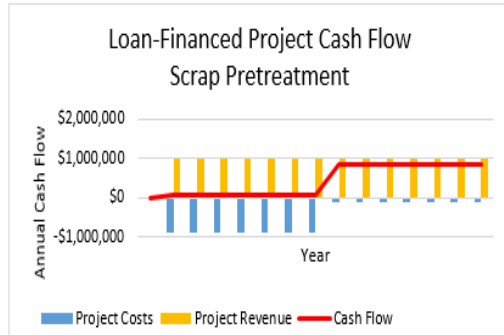 Loan-Financed Project Cash Flow
Scrap Pretreatment
Annual Cash Flow
$2,000,000
$1,000,000
$0
-$1,000,000
Year
Project Costs Project Revenue Cash Flow